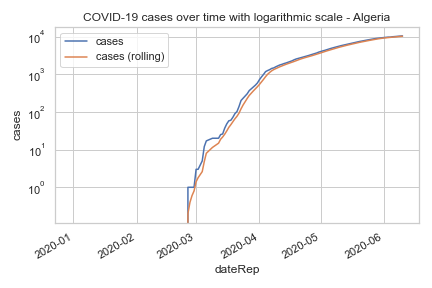 COVID-19 cases over time with logarithmic scale - Algeria
cases
cases (rolling)
10⁴
10³
10²
10¹
10⁰
cases
2020-01
2020-02
2020-03
2020-04
2020-05
2020-06
dateRep